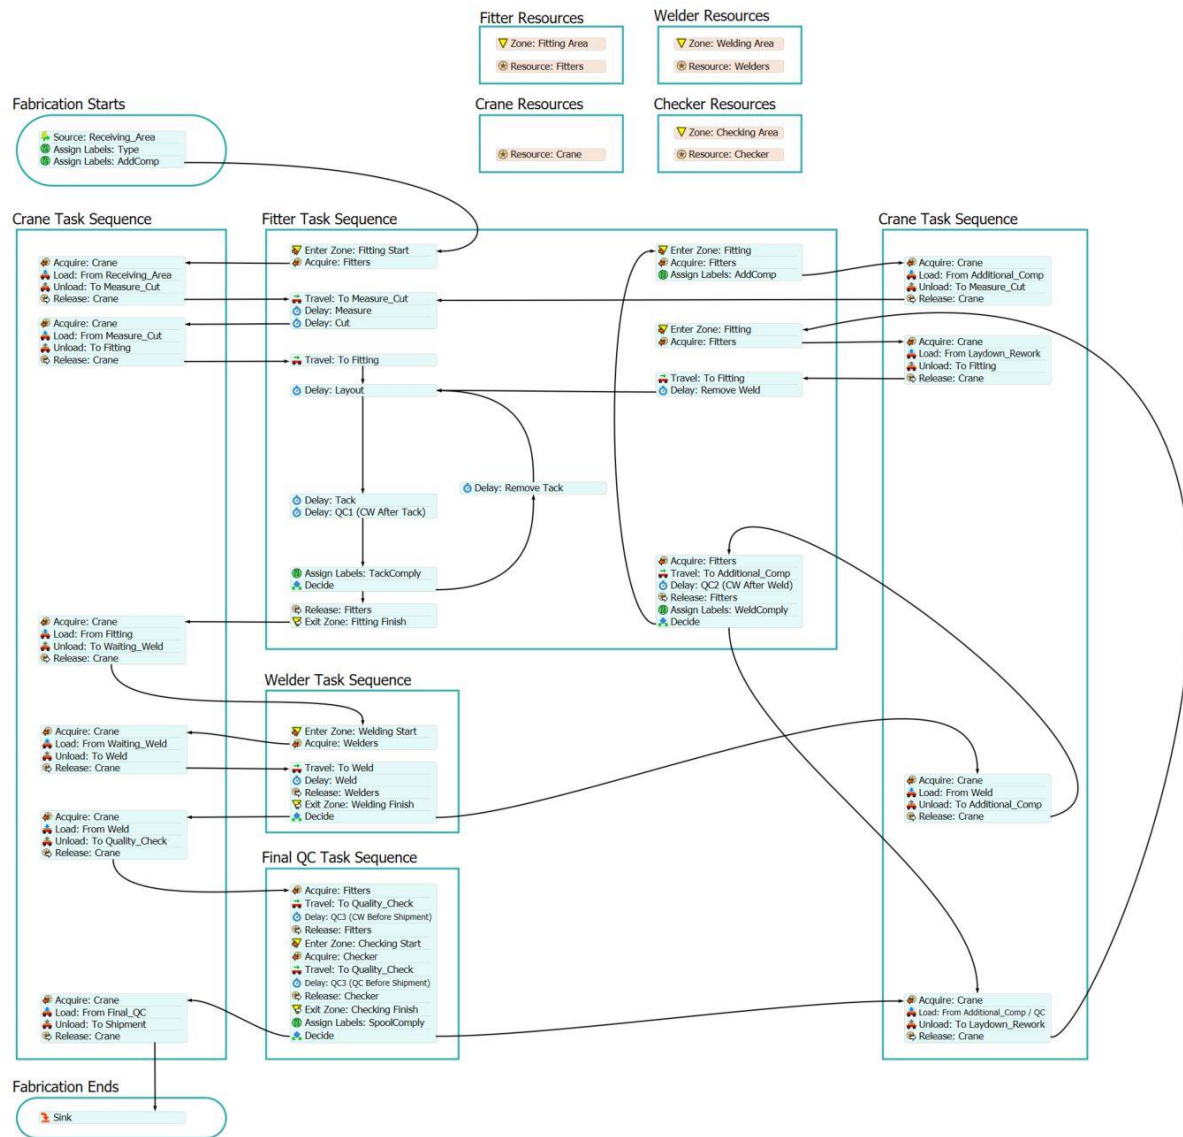 Fitter Resources
Zone: Fitting Area
Resource: Fitters
Welder Resources
Zone: Welding Area
Resource: Welders
Crane Resources
Resource: Crane
Checker Resources
Zone: Checking Area
Resource: Checker
Fabrication Starts
Source: Receiving_Area
Assign Labels: Type
Assign Labels: AddComp
Crane Task Sequence
Acquire: Crane
Load: From Receiving_Area
Unload: To Measure_Cut
Release: Crane
Acquire: Crane
Load: From Measure_Cut
Unload: To Fitting
Release: Crane
Acquire: Crane
Load: From Fitting
Unload: To Waiting_Weld
Release: Crane
Acquire: Crane
Load: From Waiting_Weld
Unload: To Weld
Release: Crane
Acquire: Crane
Load: From Weld
Unload: To Quality_Check
Release: Crane
Acquire: Crane
Load: From Final_QC
Unload: To Shipment
Release: Crane
Fitter Task Sequence
Enter Zone: Fitting Start
Acquire: Fitters
Travel: To Measure_Cut
Delay: Measure
Delay: Cut
Travel: To Fitting
Delay: Layout
Delay: Tack
Delay: QC1 (CW After Tack)
Assign Labels: TackComply
Decide
Release: Fitters
Exit Zone: Fitting Finish
Delay: Remove Tack
Enter Zone: Fitting
Acquire: Fitters
Assign Labels: AddComp
Enter Zone: Fitting
Acquire: Fitters
Travel: To Fitting
Delay: Remove Weld
Acquire: Fitters
Travel: To Additional_Comp
Delay: QC2 (CW After Weld)
Release: Fitters
Assign Labels: WeldComply
Decide
Welder Task Sequence
Enter Zone: Welding Start
Acquire: Welders
Travel: To Weld
Delay: Weld
Release: Welders
Exit Zone: Welding Finish
Decide
Final QC Task Sequence
Acquire: Fitters
Travel: To Quality_Check
Delay: QC3 (CW Before Shipment)
Release: Fitters
Enter Zone: Checking Start
Acquire: Checker
Travel: To Quality_Check
Delay: QC3 (QC Before Shipment)
Release: Checker
Exit Zone: Checking Finish
Assign Labels: SpoolComply
Decide
Crane Task Sequence
Acquire: Crane
Load: From Additional_Comp
Unload: To Measure_Cut
Release: Crane
Acquire: Crane
Load: From Laydown_Rework
Unload: To Fitting
Release: Crane
Acquire: Crane
Load: From Weld
Unload: To Additional_Comp
Release: Crane
Acquire: Crane
Load: From Additional_Comp / QC
Unload: To Laydown_Rework
Release: Crane
Fabrication Ends
Sink